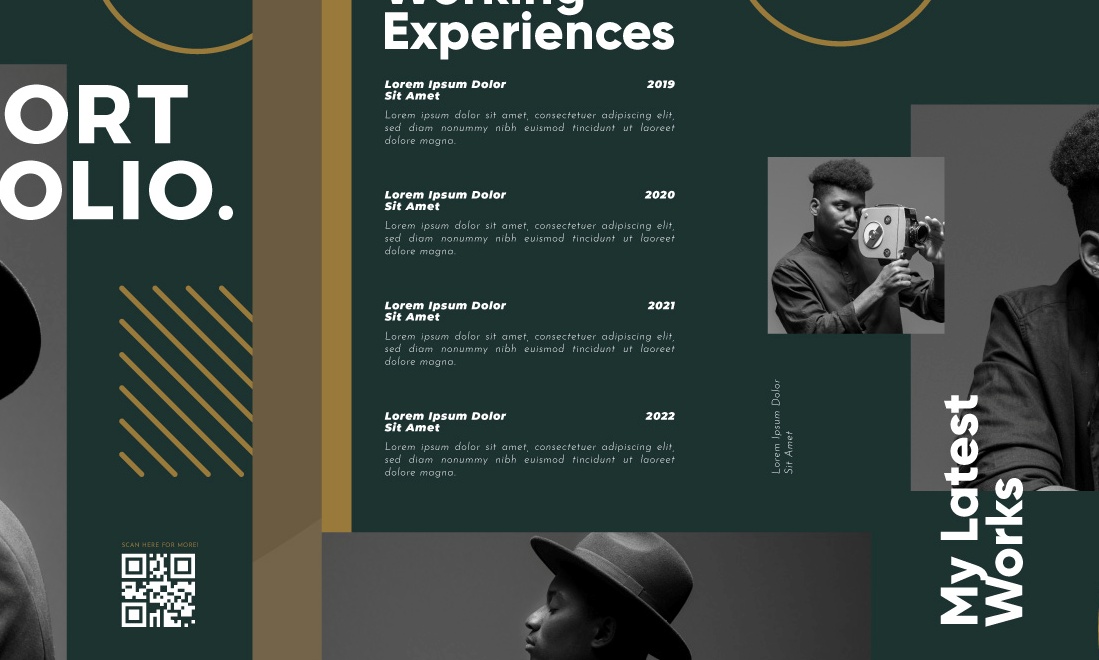 ORT
OLIO.
SCAN HERE FOR MORE!
Working
Experiences
Lorem Ipsum Dolor
Sit Amet
2019
Lorem ipsum dolor sit amet, consectetuer adipiscing elit,
sed diam nonummy nibh euismod tincidunt ut laoreet
dolore magna.
Lorem Ipsum Dolor
Sit Amet
2020
Lorem ipsum dolor sit amet, consectetuer adipiscing elit,
sed diam nonummy nibh euismod tincidunt ut laoreet
dolore magna.
Lorem Ipsum Dolor
Sit Amet
2021
Lorem ipsum dolor sit amet, consectetuer adipiscing elit,
sed diam nonummy nibh euismod tincidunt ut laoreet
dolore magna.
Lorem Ipsum Dolor
Sit Amet
2022
Lorem ipsum dolor sit amet, consectetuer adipiscing elit,
sed diam nonummy nibh euismod tincidunt ut laoreet
dolore magna.
Lorem Ipsum Dolor
Sit Amet
My Latest
Works